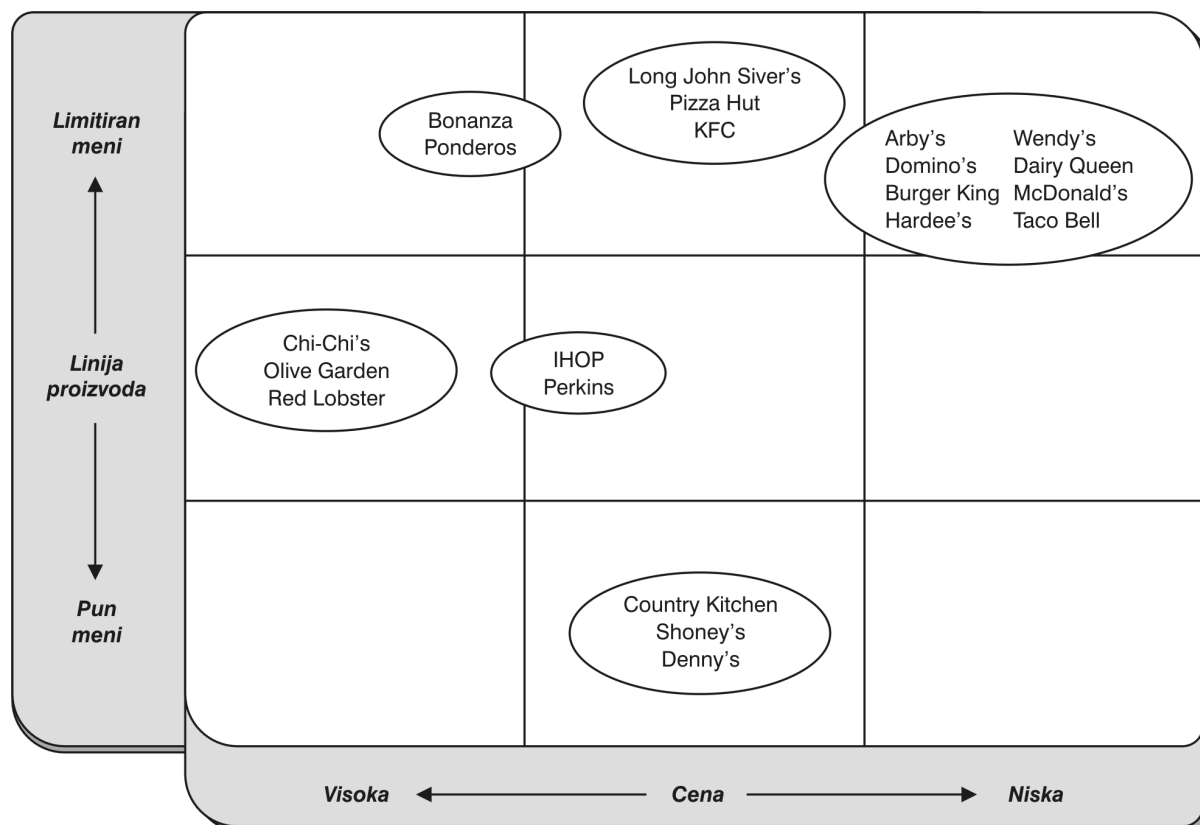 Limitiran
meni
Linija
proizvoda
Pun
meni
Bonanza
Ponderos
Long John Siver’s
Pizza Hut
KFC
Arby’s Wendy’s
Domino’s Dairy Queen
Burger King McDonald’s
Hardee’s Taco Bell
Chi-Chi’s
Olive Garden
Red Lobster
IHOP
Perkins
Country Kitchen
Shoney’s
Denny’s
Visoka Cena Niska